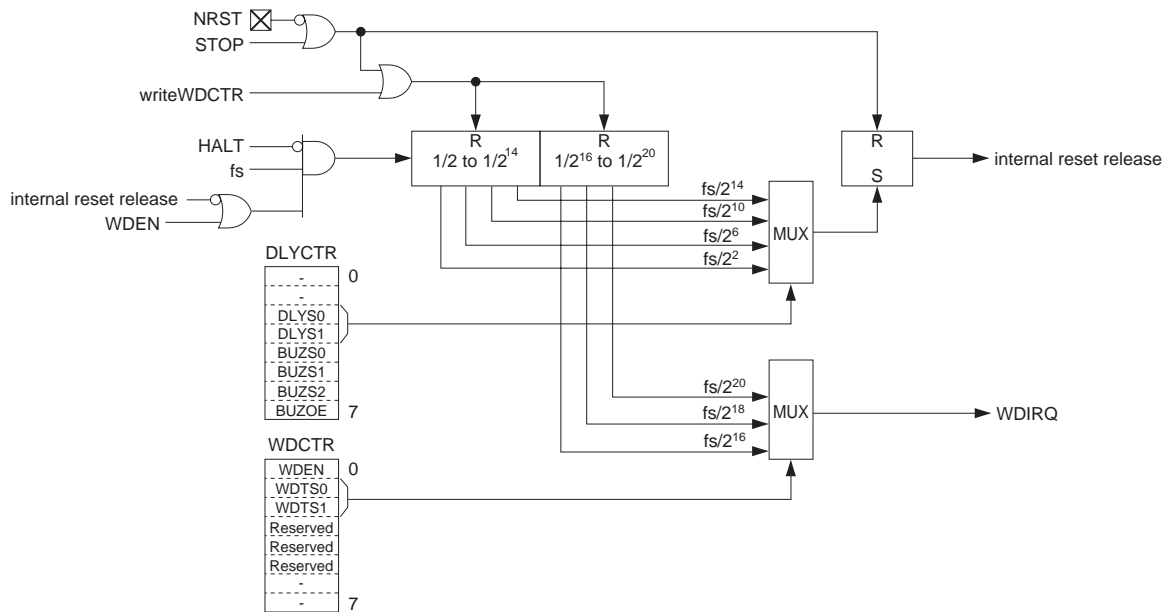 NRST
STOP
writeWDCTR
HALT
fs
internal reset release
WDEN
R
1/2 to 1/2^14
R
1/2^16 to 1/2^20
R
S
internal reset release
fs/2^14
fs/2^10
fs/2^6
fs/2^2
MUX
DLYCTR
- 0
-
DLYS0
DLYS1
BUZS0
BUZS1
BUZS2
BUZOE 7
fs/2^20
fs/2^18
fs/2^16
MUX
WDIRQ
WDCTR
WDEN 0
WDTS0
WDTS1
Reserved
Reserved
Reserved
-
- 7